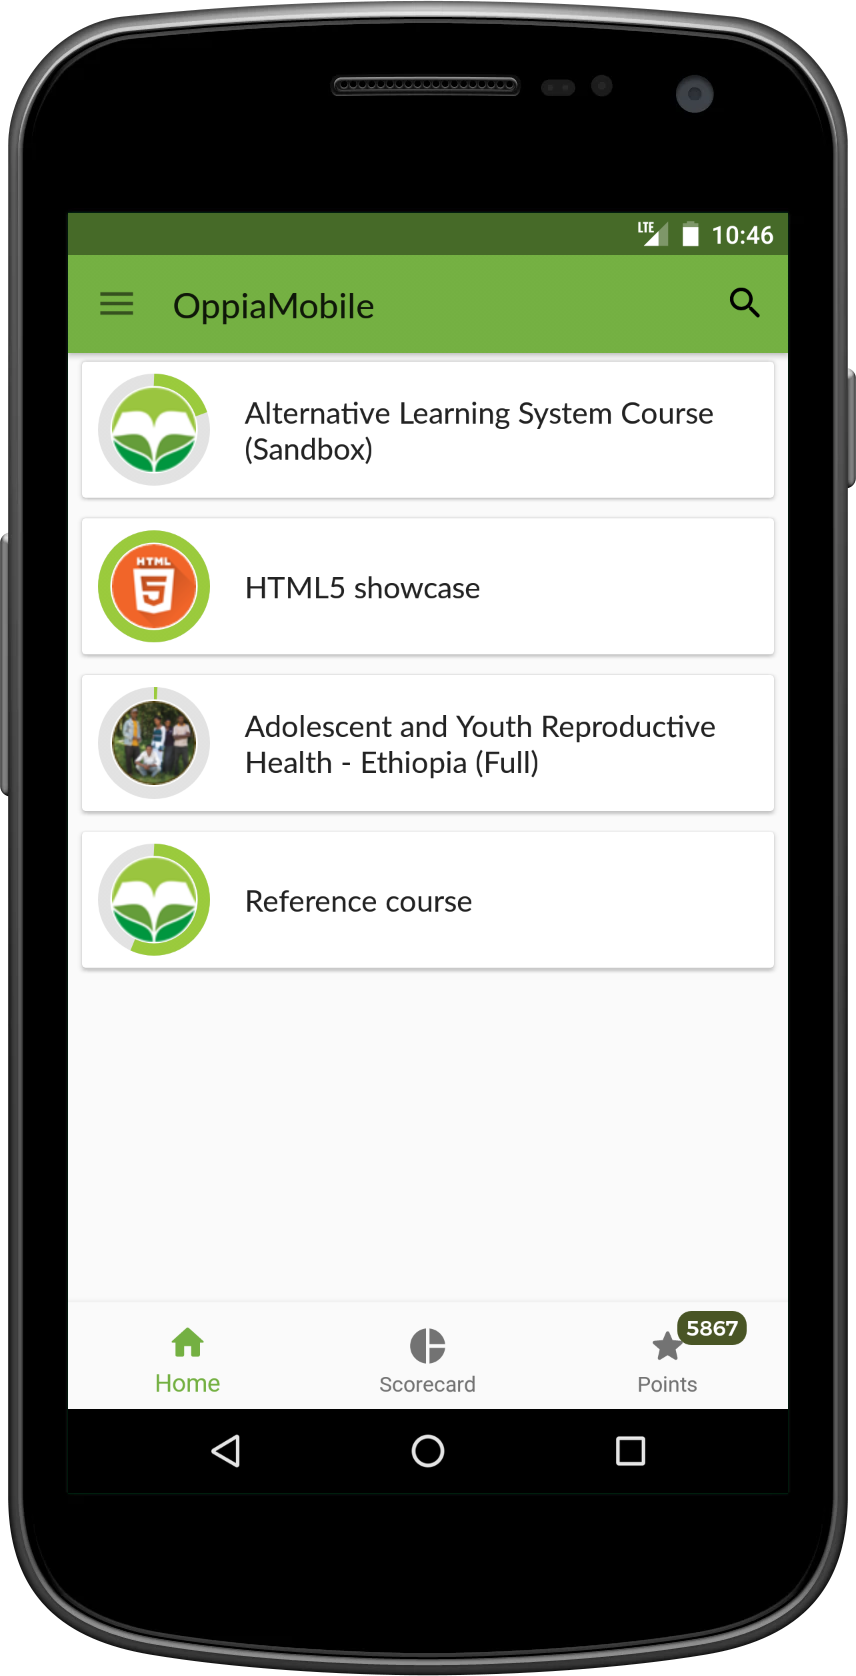 LTE 10:46
OppiaMobile
Alternative Learning System Course
(Sandbox)
HTML
5
HTML5 showcase
Adolescent and Youth Reproductive
Health - Ethiopia (Full)
Reference course
5867
Home
Scorecard
Points